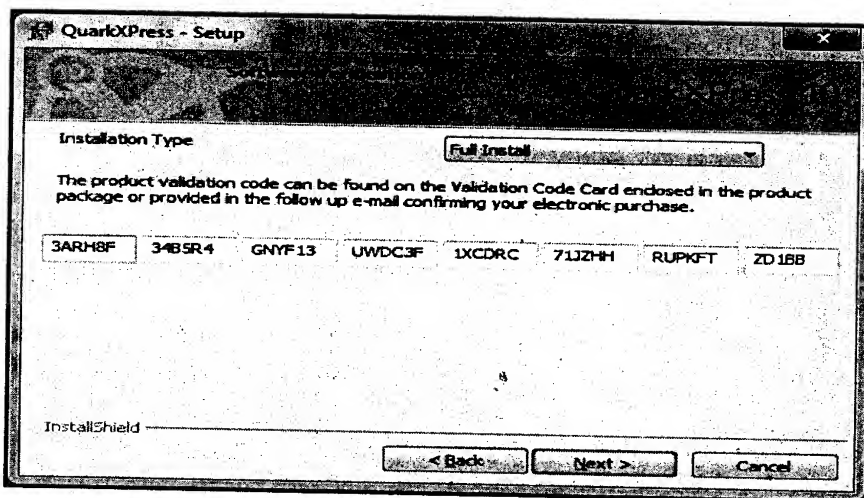 QuarkXPress - Setup
Installation Type
Full Install
The product validation code can be found on the Validation Code Card enclosed in the product
package or provided in the follow up e-mail confirming your electronic purchase.
3ARH8F 34B5R4 GNYF13 UWDC3F 1XCDRC 71JZHH RUPKFT ZD1BB
InstallShield
< Back Next > Cancel